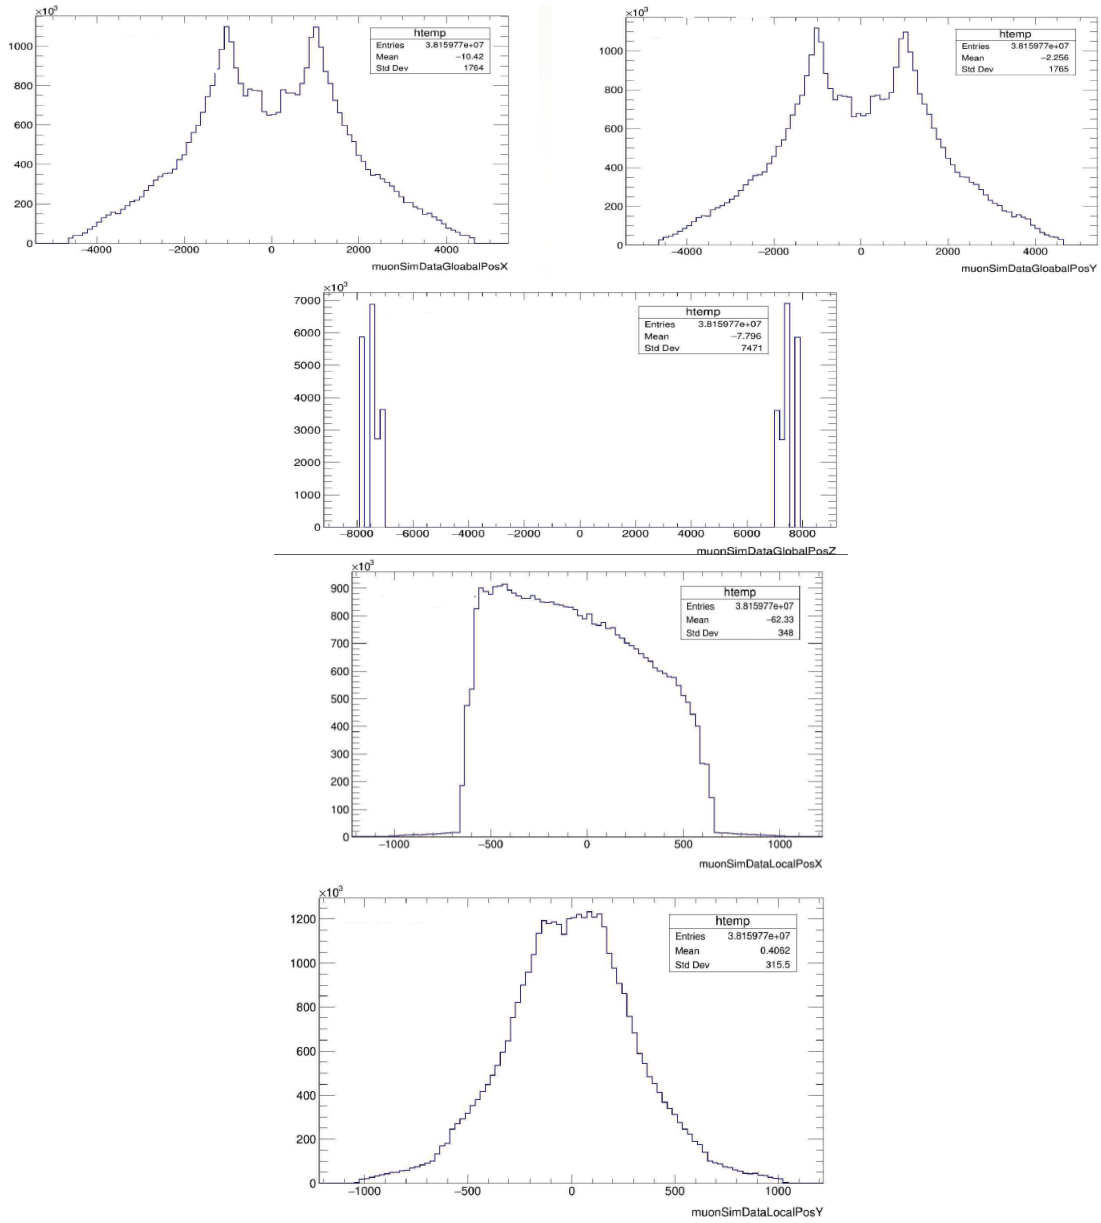 ×10³
htemp
Entries 3.815977e+07
Mean −10.42
Std Dev 1764
1000
800
600
400
200
0
−4000 −2000 0 2000 4000
muonSimDataGloabalPosX
×10³
htemp
Entries 3.815977e+07
Mean −2.256
Std Dev 1765
1000
800
600
400
200
0
−4000 −2000 0 2000 4000
muonSimDataGloabalPosY
×10³
htemp
Entries 3.815977e+07
Mean −7.796
Std Dev 7471
7000
6000
5000
4000
3000
2000
1000
0
−8000 −6000 −4000 −2000 0 2000 4000 6000 8000
muonSimDataGlobalPosZ
×10³
htemp
Entries 3.815977e+07
Mean −62.33
Std Dev 348
900
800
700
600
500
400
300
200
100
0
−1000 −500 0 500 1000
muonSimDataLocalPosX
×10³
htemp
Entries 3.815977e+07
Mean 0.4062
Std Dev 315.5
1200
1000
800
600
400
200
0
−1000 −500 0 500 1000
muonSimDataLocalPosY